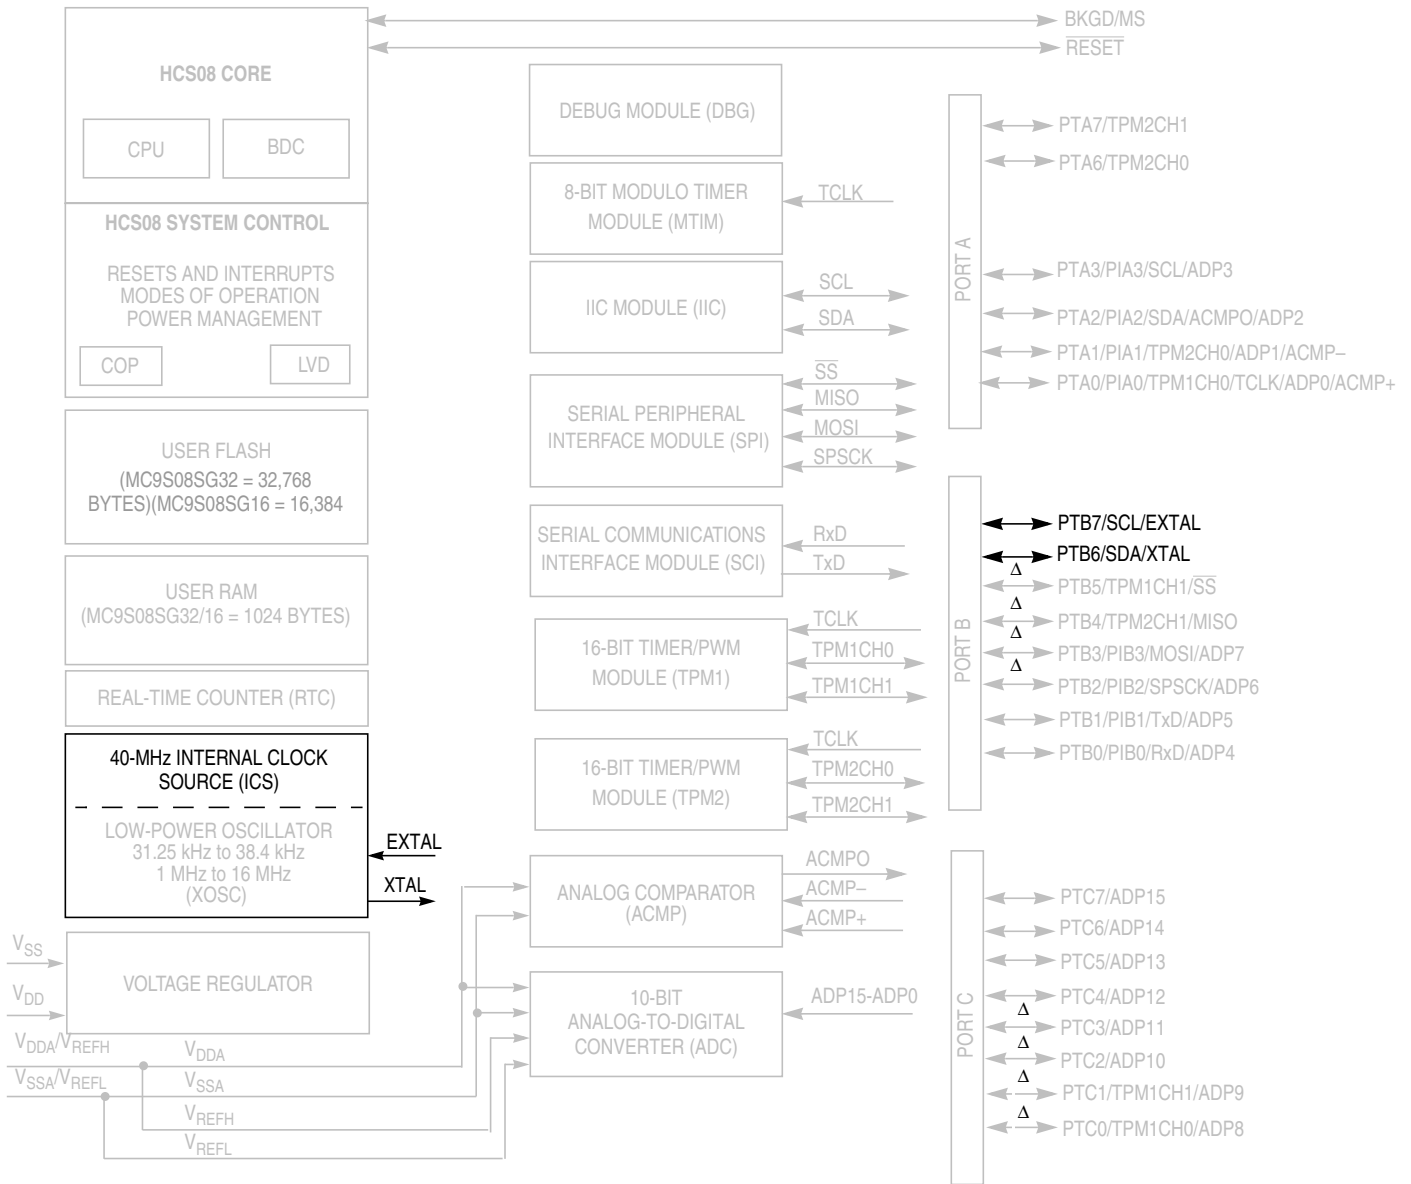 BKGD/MS
RESET
HCS08 CORE
CPU
BDC
HCS08 SYSTEM CONTROL
RESETS AND INTERRUPTS
MODES OF OPERATION
POWER MANAGEMENT
COP
LVD
USER FLASH
(MC9S08SG32 = 32,768
BYTES)(MC9S08SG16 = 16,384
USER RAM
(MC9S08SG32/16 = 1024 BYTES)
REAL-TIME COUNTER (RTC)
40-MHz INTERNAL CLOCK
SOURCE (ICS)
LOW-POWER OSCILLATOR
31.25 kHz to 38.4 kHz
1 MHz to 16 MHz
(XOSC)
EXTAL
XTAL
VSS
VDD
VOLTAGE REGULATOR
VDDA/VREFH
VDDA
VSSA/VREFL
VSSA
VREFH
VREFL
DEBUG MODULE (DBG)
8-BIT MODULO TIMER
MODULE (MTIM)
TCLK
IIC MODULE (IIC)
SCL
SDA
SERIAL PERIPHERAL
INTERFACE MODULE (SPI)
SS
MISO
MOSI
SPSCK
SERIAL COMMUNICATIONS
INTERFACE MODULE (SCI)
RxD
TxD
16-BIT TIMER/PWM
MODULE (TPM1)
TCLK
TPM1CH0
TPM1CH1
16-BIT TIMER/PWM
MODULE (TPM2)
TCLK
TPM2CH0
TPM2CH1
ANALOG COMPARATOR
(ACMP)
ACMPO
ACMP–
ACMP+
10-BIT
ANALOG-TO-DIGITAL
CONVERTER (ADC)
ADP15-ADP0
PORT A
PTA7/TPM2CH1
PTA6/TPM2CH0
PTA3/PIA3/SCL/ADP3
PTA2/PIA2/SDA/ACMPO/ADP2
PTA1/PIA1/TPM2CH0/ADP1/ACMP–
PTA0/PIA0/TPM1CH0/TCLK/ADP0/ACMP+
PORT B
PTB7/SCL/EXTAL
PTB6/SDA/XTAL
Δ
PTB5/TPM1CH1/SS
Δ
PTB4/TPM2CH1/MISO
Δ
PTB3/PIB3/MOSI/ADP7
Δ
PTB2/PIB2/SPSCK/ADP6
PTB1/PIB1/TxD/ADP5
PTB0/PIB0/RxD/ADP4
PORT C
PTC7/ADP15
PTC6/ADP14
PTC5/ADP13
PTC4/ADP12
Δ
PTC3/ADP11
Δ
PTC2/ADP10
Δ
PTC1/TPM1CH1/ADP9
Δ
PTC0/TPM1CH0/ADP8